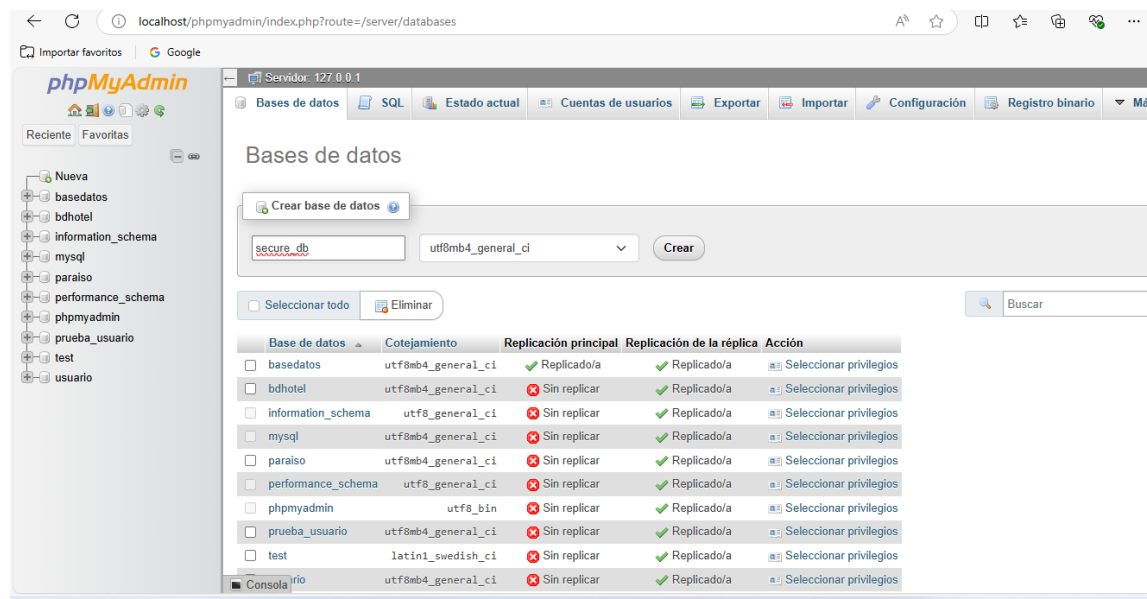 localhost/phpmyadmin/index.php?route=/server/databases
Importar favoritos Google
phpMyAdmin
Reciente Favoritas
Nueva
basedatos
bdhotel
information_schema
mysql
paraiso
performance_schema
phpmyadmin
prueba_usuario
test
usuario
Servidor: 127.0.0.1
Bases de datos SQL Estado actual Cuentas de usuarios Exportar Importar Configuración Registro binario Má
Bases de datos
Crear base de datos
secure_db utf8mb4_general_ci Crear
Seleccionar todo Eliminar Buscar
Base de datos Cotejamiento Replicación principal Replicación de la réplica Acción
basedatos utf8mb4_general_ci Replicado/a Replicado/a Seleccionar privilegios
bdhotel utf8mb4_general_ci Sin replicar Replicado/a Seleccionar privilegios
information_schema utf8_general_ci Sin replicar Replicado/a Seleccionar privilegios
mysql utf8mb4_general_ci Sin replicar Replicado/a Seleccionar privilegios
paraiso utf8mb4_general_ci Sin replicar Replicado/a Seleccionar privilegios
performance_schema utf8_general_ci Sin replicar Replicado/a Seleccionar privilegios
phpmyadmin utf8_bin Sin replicar Replicado/a Seleccionar privilegios
prueba_usuario utf8mb4_general_ci Sin replicar Replicado/a Seleccionar privilegios
test latin1_swedish_ci Sin replicar Replicado/a Seleccionar privilegios
rio utf8mb4_general_ci Sin replicar Replicado/a Seleccionar privilegios
Consola